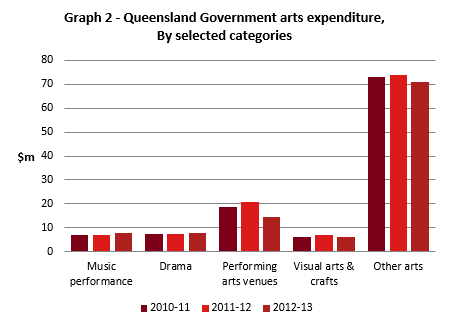 Graph 2 - Queensland Government arts expenditure,
By selected categories
80
70
60
50
$m 40
30
20
10
0
Music performance
Drama
Performing arts venues
Visual arts & crafts
Other arts
2010-11 2011-12 2012-13